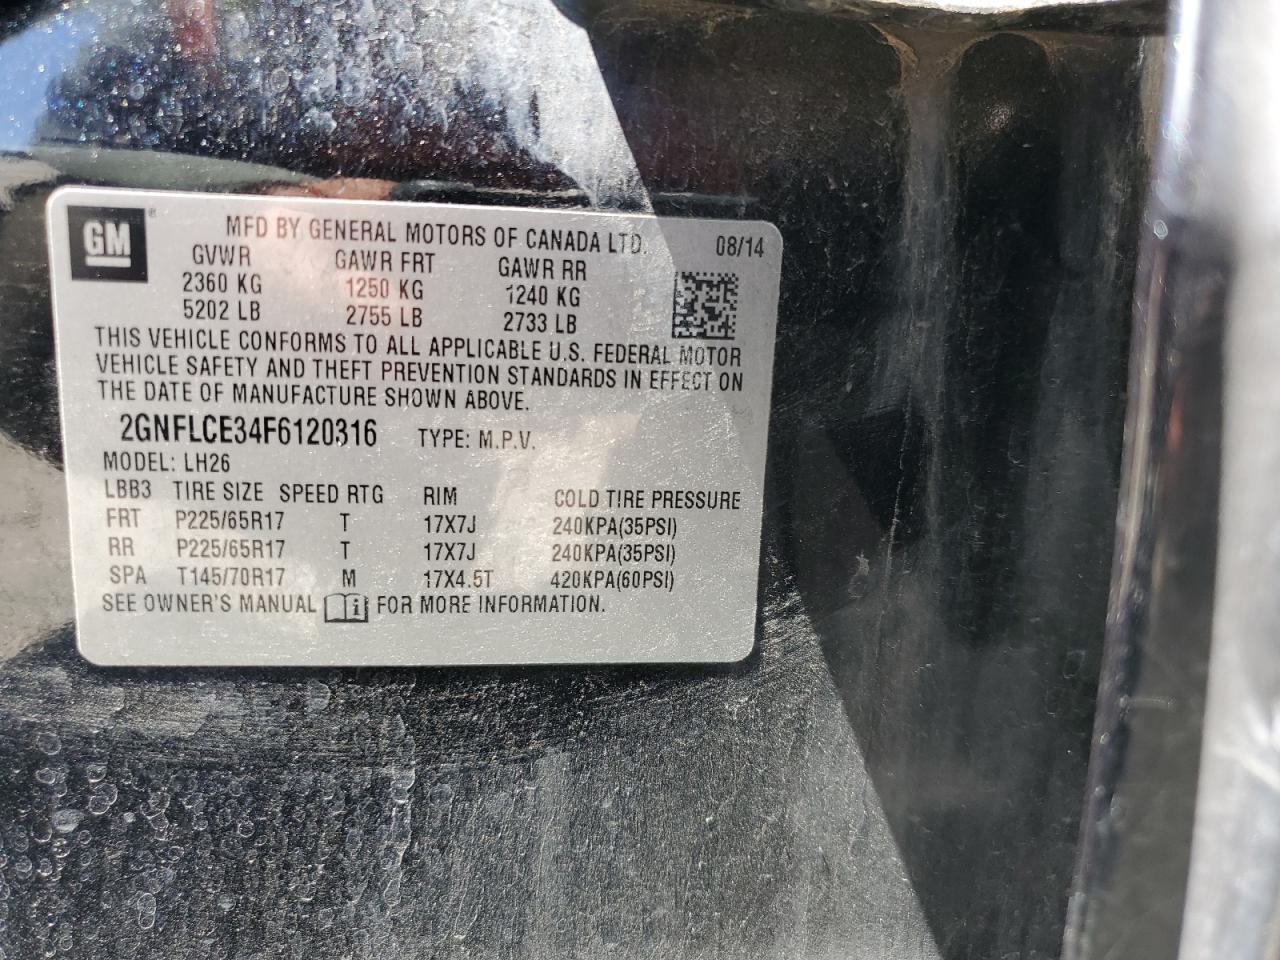 GM ® MFD BY GENERAL MOTORS OF CANADA LTD. 08/14
GVWR GAWR FRT GAWR RR
2360 KG 1250 KG 1240 KG
5202 LB 2755 LB 2733 LB
THIS VEHICLE CONFORMS TO ALL APPLICABLE U.S. FEDERAL MOTOR
VEHICLE SAFETY AND THEFT PREVENTION STANDARDS IN EFFECT ON
THE DATE OF MANUFACTURE SHOWN ABOVE.
2GNFLCE34F6120316 TYPE: M.P.V.
MODEL: LH26
LBB3 TIRE SIZE SPEED RTG RIM COLD TIRE PRESSURE
FRT P225/65R17 T 17X7J 240KPA(35PSI)
RR P225/65R17 T 17X7J 240KPA(35PSI)
SPA T145/70R17 M 17X4.5T 420KPA(60PSI)
SEE OWNER'S MANUAL i FOR MORE INFORMATION.